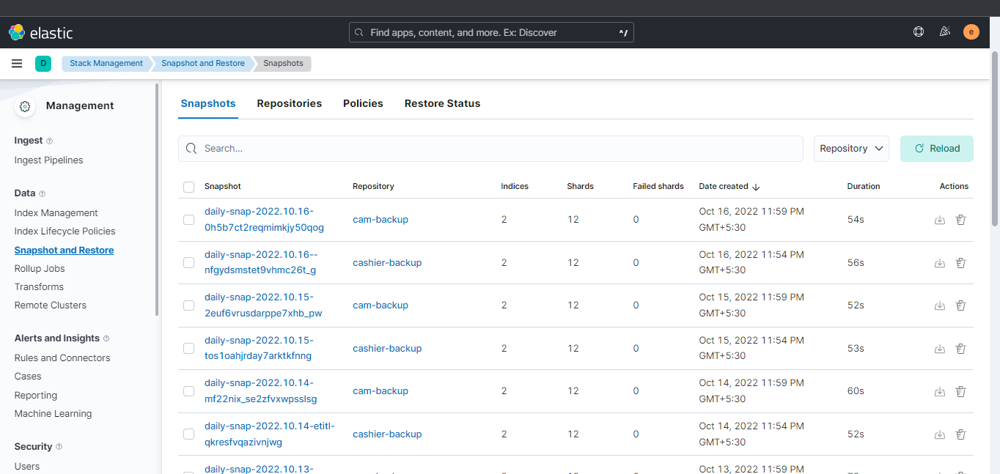 elastic
Find apps, content, and more. Ex: Discover
^/
e
D
Stack Management
Snapshot and Restore
Snapshots
Management
Ingest
Ingest Pipelines
Data
Index Management
Index Lifecycle Policies
Snapshot and Restore
Rollup Jobs
Transforms
Remote Clusters
Alerts and Insights
Rules and Connectors
Cases
Reporting
Machine Learning
Security
Users
Snapshots Repositories Policies Restore Status
Search...
Repository
Reload
Snapshot Repository Indices Shards Failed shards Date created Duration Actions
daily-snap-2022.10.16-
0h5b7ct2reqmimkjy50qog
cam-backup
2
12
0
Oct 16, 2022 11:59 PM
GMT+5:30
54s
daily-snap-2022.10.16--
nfgydsmstet9vhmc26t_g
cashier-backup
2
12
0
Oct 16, 2022 11:54 PM
GMT+5:30
56s
daily-snap-2022.10.15-
2euf6vrusdarppe7xhb_pw
cam-backup
2
12
0
Oct 15, 2022 11:59 PM
GMT+5:30
52s
daily-snap-2022.10.15-
tos1oahjrday7arktkfnng
cashier-backup
2
12
0
Oct 15, 2022 11:54 PM
GMT+5:30
53s
daily-snap-2022.10.14-
mf22nix_se2zfvxwpsslsg
cam-backup
2
12
0
Oct 14, 2022 11:59 PM
GMT+5:30
60s
daily-snap-2022.10.14-etitl-
qkresfvqazivnjwg
cashier-backup
2
12
0
Oct 14, 2022 11:54 PM
GMT+5:30
52s
daily-snap-2022.10.13-
Oct 13, 2022 11:59 PM